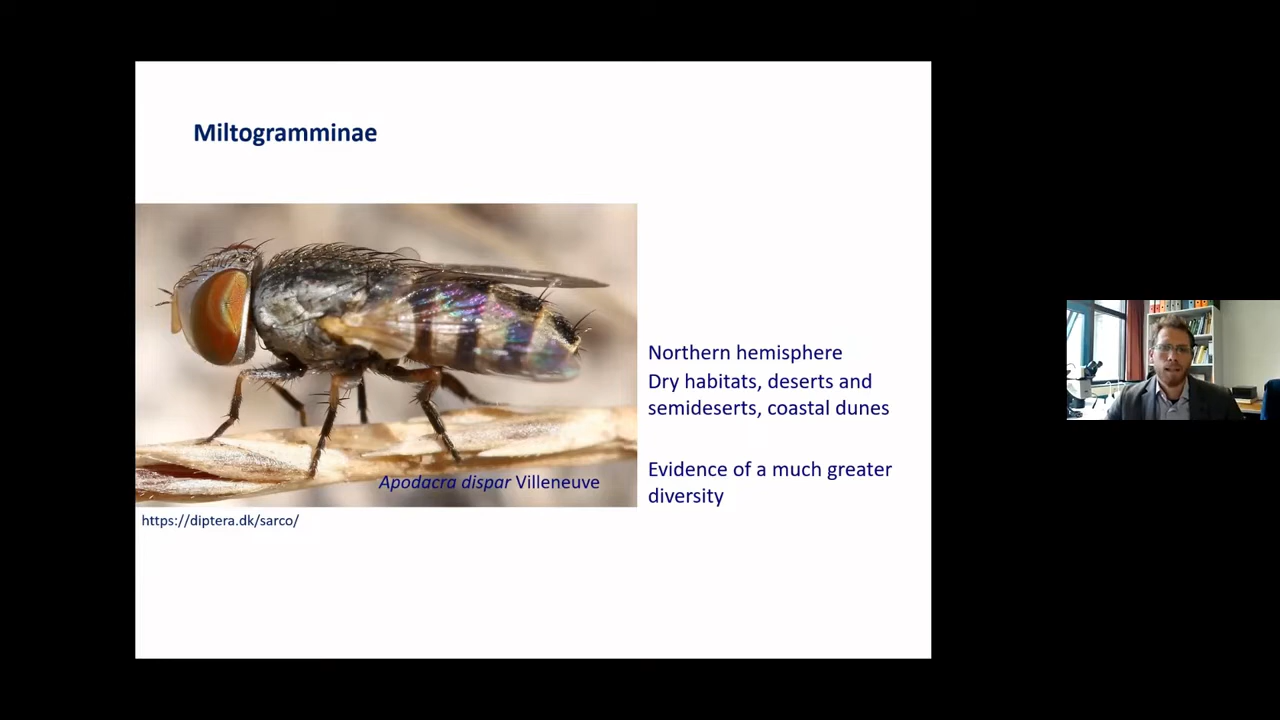 Miltogramminae
Northern hemisphere
Dry habitats, deserts and
semideserts, coastal dunes
Evidence of a much greater
diversity
Apodacra dispar Villeneuve
https://diptera.dk/sarco/